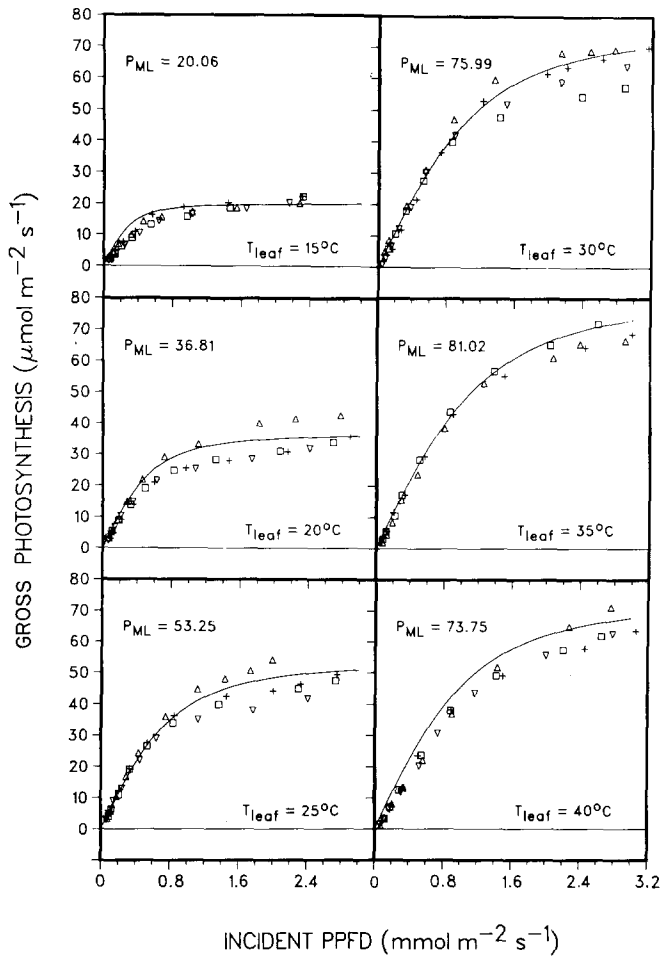 80
70
60
50
40
30
20
10
0
P_ML = 20.06
T_leaf = 15°C
P_ML = 75.99
T_leaf = 30°C
80
70
60
50
40
30
20
10
0
P_ML = 36.81
T_leaf = 20°C
P_ML = 81.02
T_leaf = 35°C
80
70
60
50
40
30
20
10
0
P_ML = 53.25
T_leaf = 25°C
P_ML = 73.75
T_leaf = 40°C
0 0.8 1.6 2.4 0 0.8 1.6 2.4 3.2
GROSS PHOTOSYNTHESIS (μmol m⁻² s⁻¹)
INCIDENT PPFD (mmol m⁻² s⁻¹)